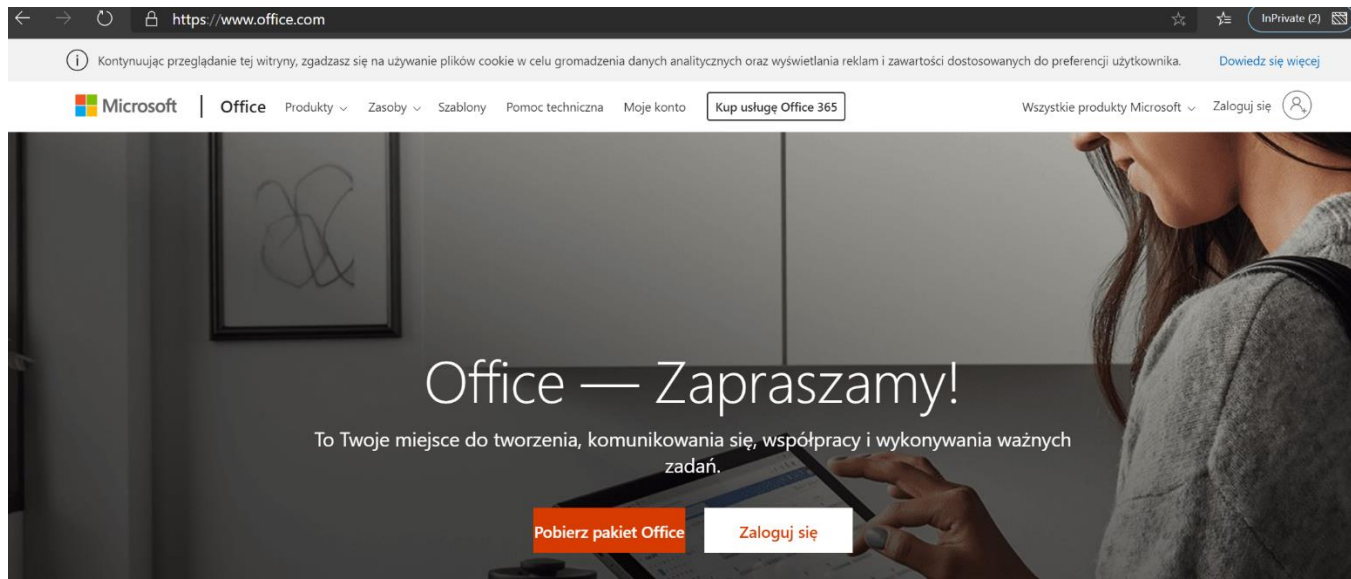 https://www.office.com
InPrivate (2)
Kontynuując przeglądanie tej witryny, zgadzasz się na używanie plików cookie w celu gromadzenia danych analitycznych oraz wyświetlania reklam i zawartości dostosowanych do preferencji użytkownika. Dowiedz się więcej
Microsoft | Office Produkty Zasoby Szablony Pomoc techniczna Moje konto Kup usługę Office 365 Wszystkie produkty Microsoft Zaloguj się
Office — Zapraszamy!
To Twoje miejsce do tworzenia, komunikowania się, współpracy i wykonywania ważnych
zadań.
Pobierz pakiet Office Zaloguj się